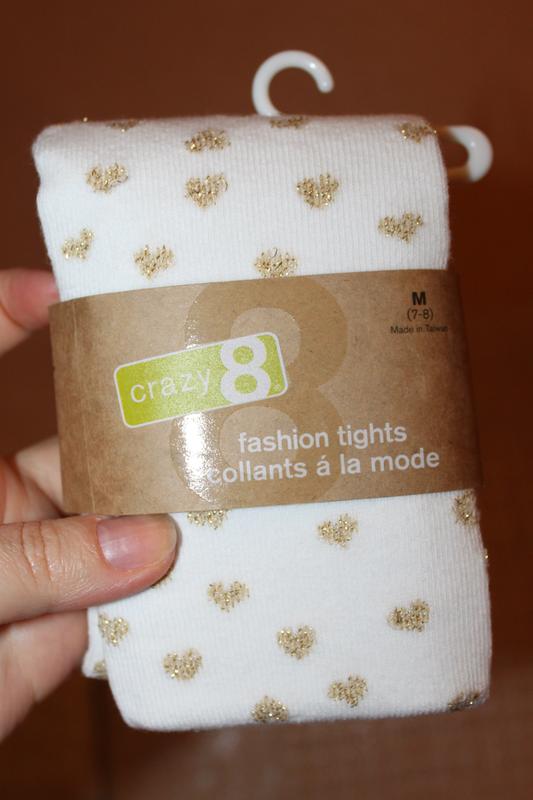 M
(7-8)
Made in Taiwan
crazy 8
fashion tights
collants á la mode